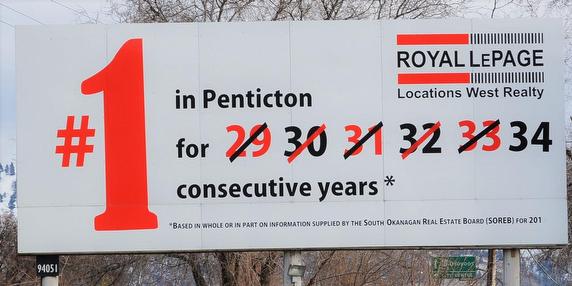 #1
in Penticton
for 29 30 31 32 33 34
consecutive years *
ROYAL LEPAGE
Locations West Realty
*BASED IN WHOLE OR IN PART ON INFORMATION SUPPLIED BY THE SOUTH OKANAGAN REAL ESTATE BOARD (SOREB) FOR 201
94051